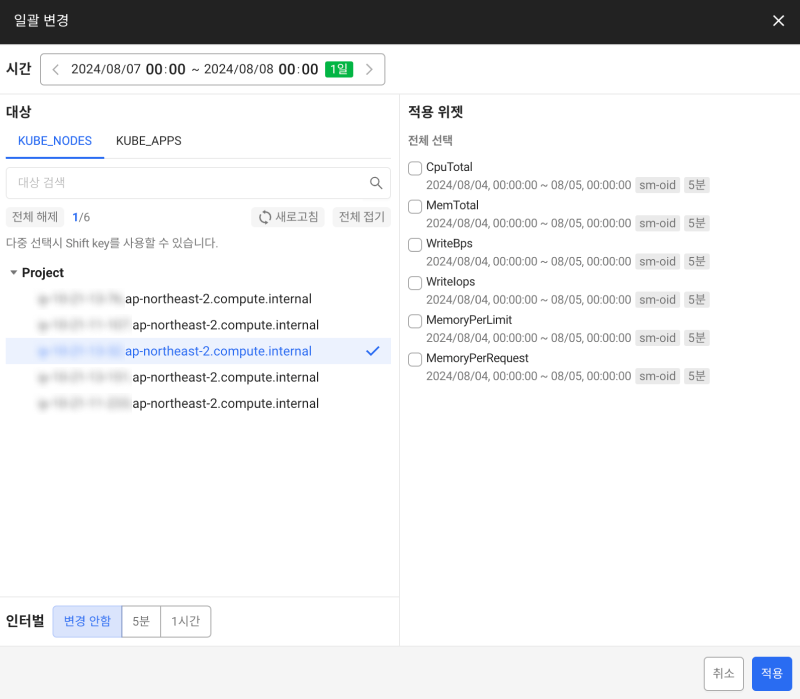 일괄 변경
시간 2024/08/07 00:00 ~ 2024/08/08 00:00 1일
대상
KUBE_NODES KUBE_APPS
대상 검색
전체 해제 1/6 새로고침 전체 접기
다중 선택시 Shift key를 사용할 수 있습니다.
Project
ap-northeast-2.compute.internal
ap-northeast-2.compute.internal
ap-northeast-2.compute.internal
ap-northeast-2.compute.internal
ap-northeast-2.compute.internal
인터벌 변경 안함 5분 1시간
적용 위젯
전체 선택
CpuTotal
2024/08/04, 00:00:00 ~ 08/05, 00:00:00 sm-oid 5분
MemTotal
2024/08/04, 00:00:00 ~ 08/05, 00:00:00 sm-oid 5분
WriteBps
2024/08/04, 00:00:00 ~ 08/05, 00:00:00 sm-oid 5분
WriteIops
2024/08/04, 00:00:00 ~ 08/05, 00:00:00 sm-oid 5분
MemoryPerLimit
2024/08/04, 00:00:00 ~ 08/05, 00:00:00 sm-oid 5분
MemoryPerRequest
2024/08/04, 00:00:00 ~ 08/05, 00:00:00 sm-oid 5분
취소 적용